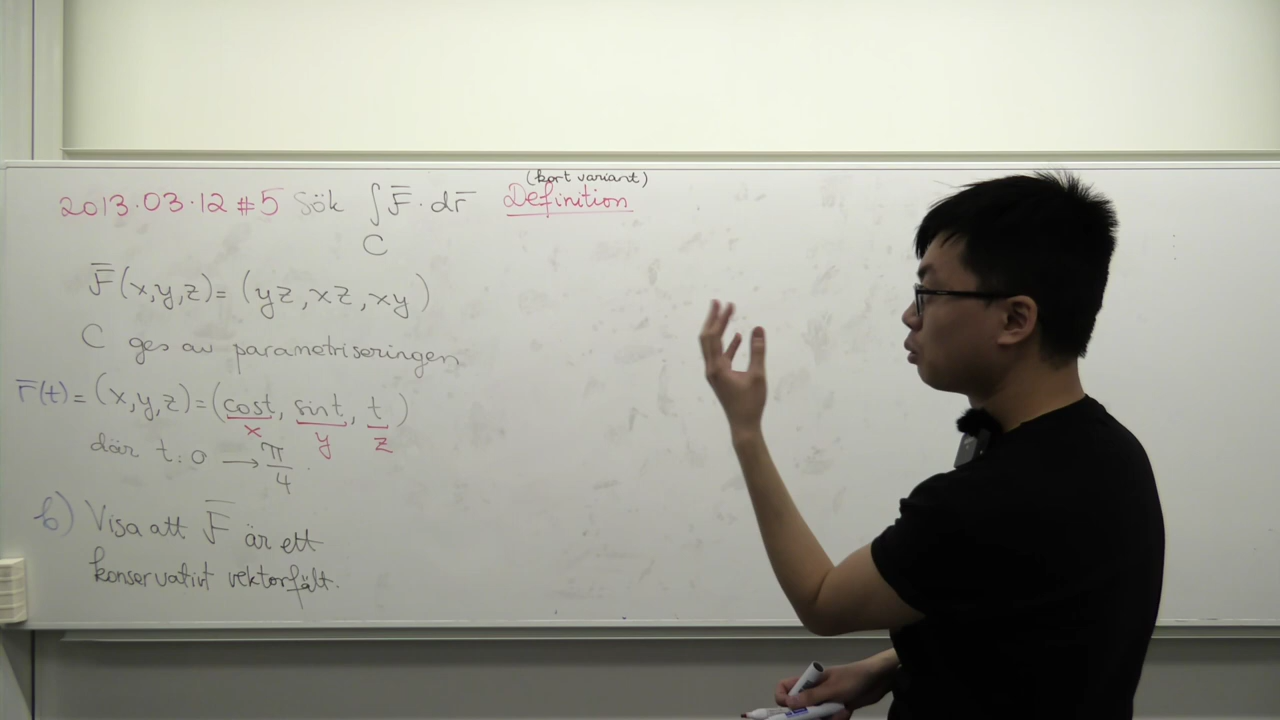 2013.03.12 #5 Sök ∫ F̄ · dr̄
C
F̄(x,y,z) = (yz, xz, xy)
C ges av parametriseringen
r̄(t) = (x,y,z) = (cost, sint, t)
x y z
där t: 0 → π/4.
b) Visa att F̄ är ett
konservativt vektorfält.
(kort variant)
Definition